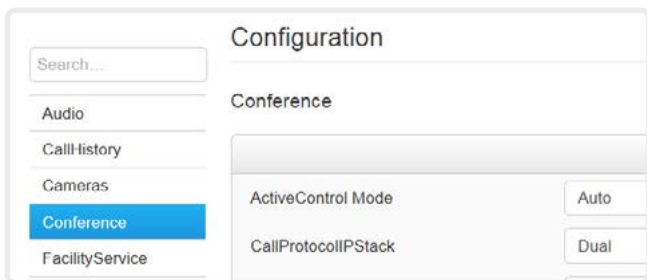 Configuration
Search...
Conference
Audio
CallHistory
Cameras
ActiveControl Mode
Auto
Conference
CallProtocolIPStack
Dual
FacilityService